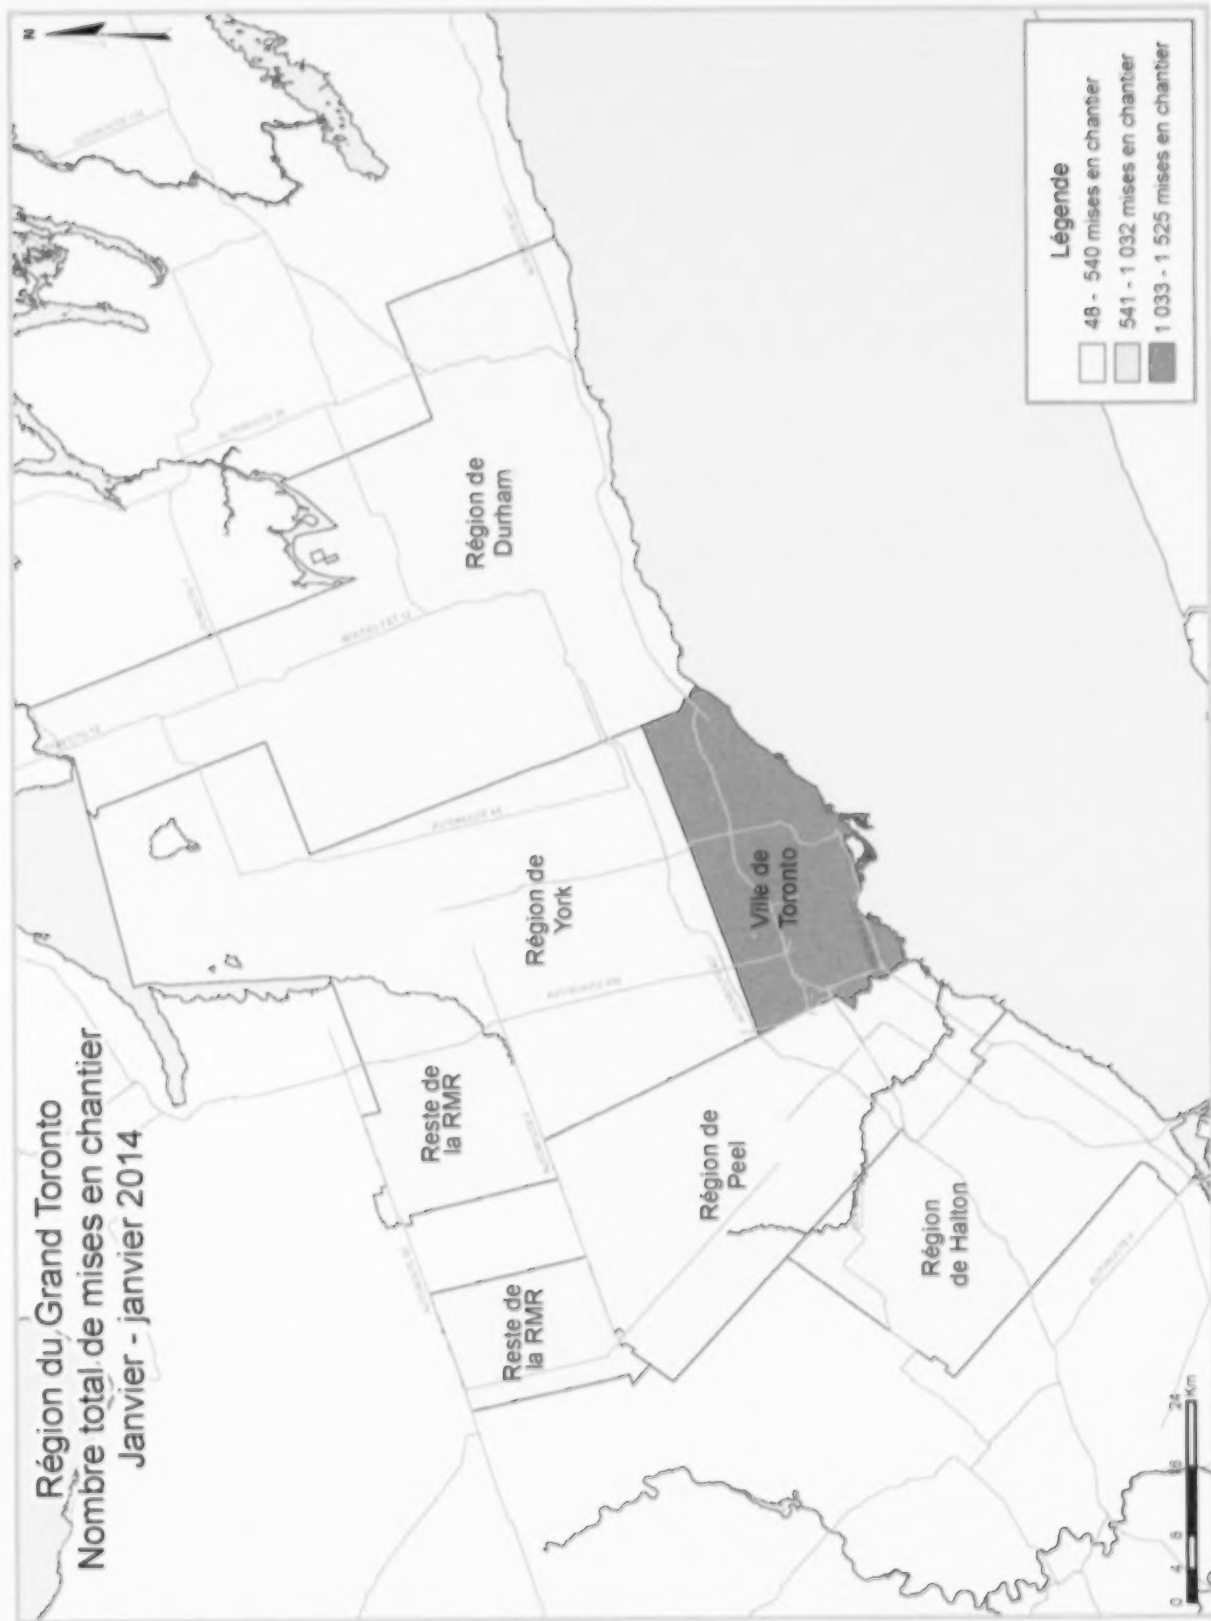 Région du Grand Toronto
Nombre total de mises en chantier
Janvier - janvier 2014
N
Région de
Durham
Région de
York
Reste de
la RMR
Reste de
la RMR
Ville de
Toronto
Région de
Peel
Région
de Halton
Légende
48 - 540 mises en chantier
541 - 1 032 mises en chantier
1 033 - 1 525 mises en chantier
0 4 8 16 24
Km